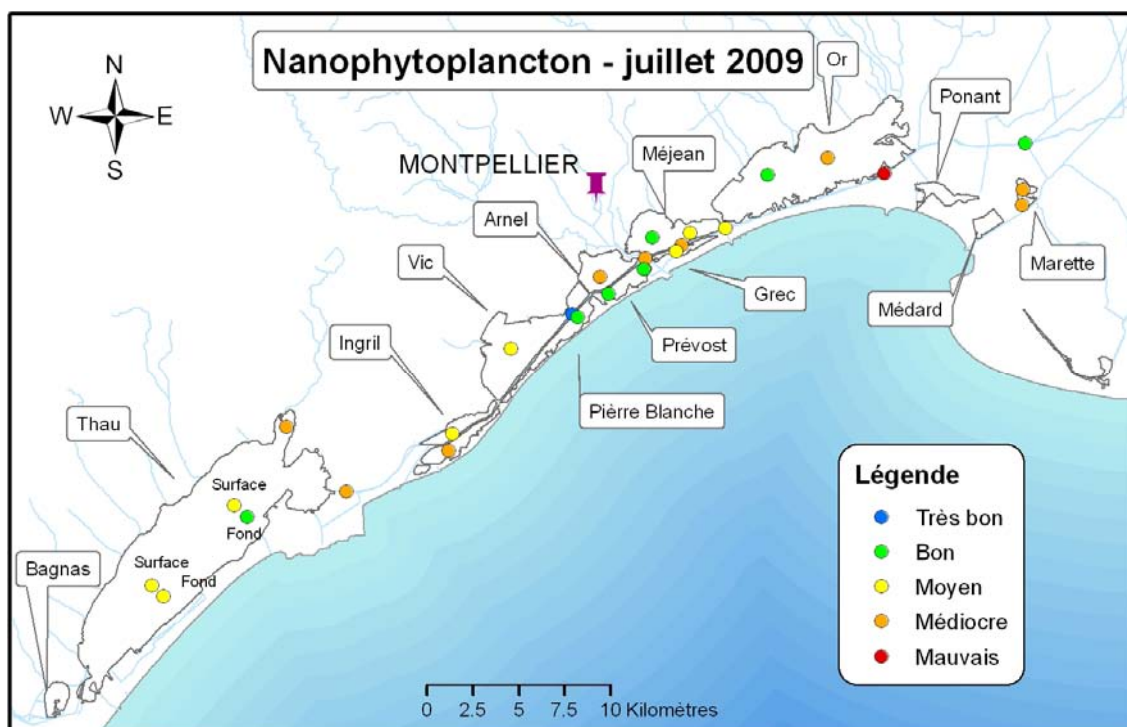 Nanophytoplancton - juillet 2009
N
W
E
S
MONTPELLIER
Or
Ponant
Méjean
Arnel
Vic
Ingril
Thau
Bagnas
Grec
Prévost
Pièrre Blanche
Médard
Marette
Surface
Fond
Surface
Fond
Légende
Très bon
Bon
Moyen
Médiocre
Mauvais
0 2.5 5 7.5 10 Kilomètres